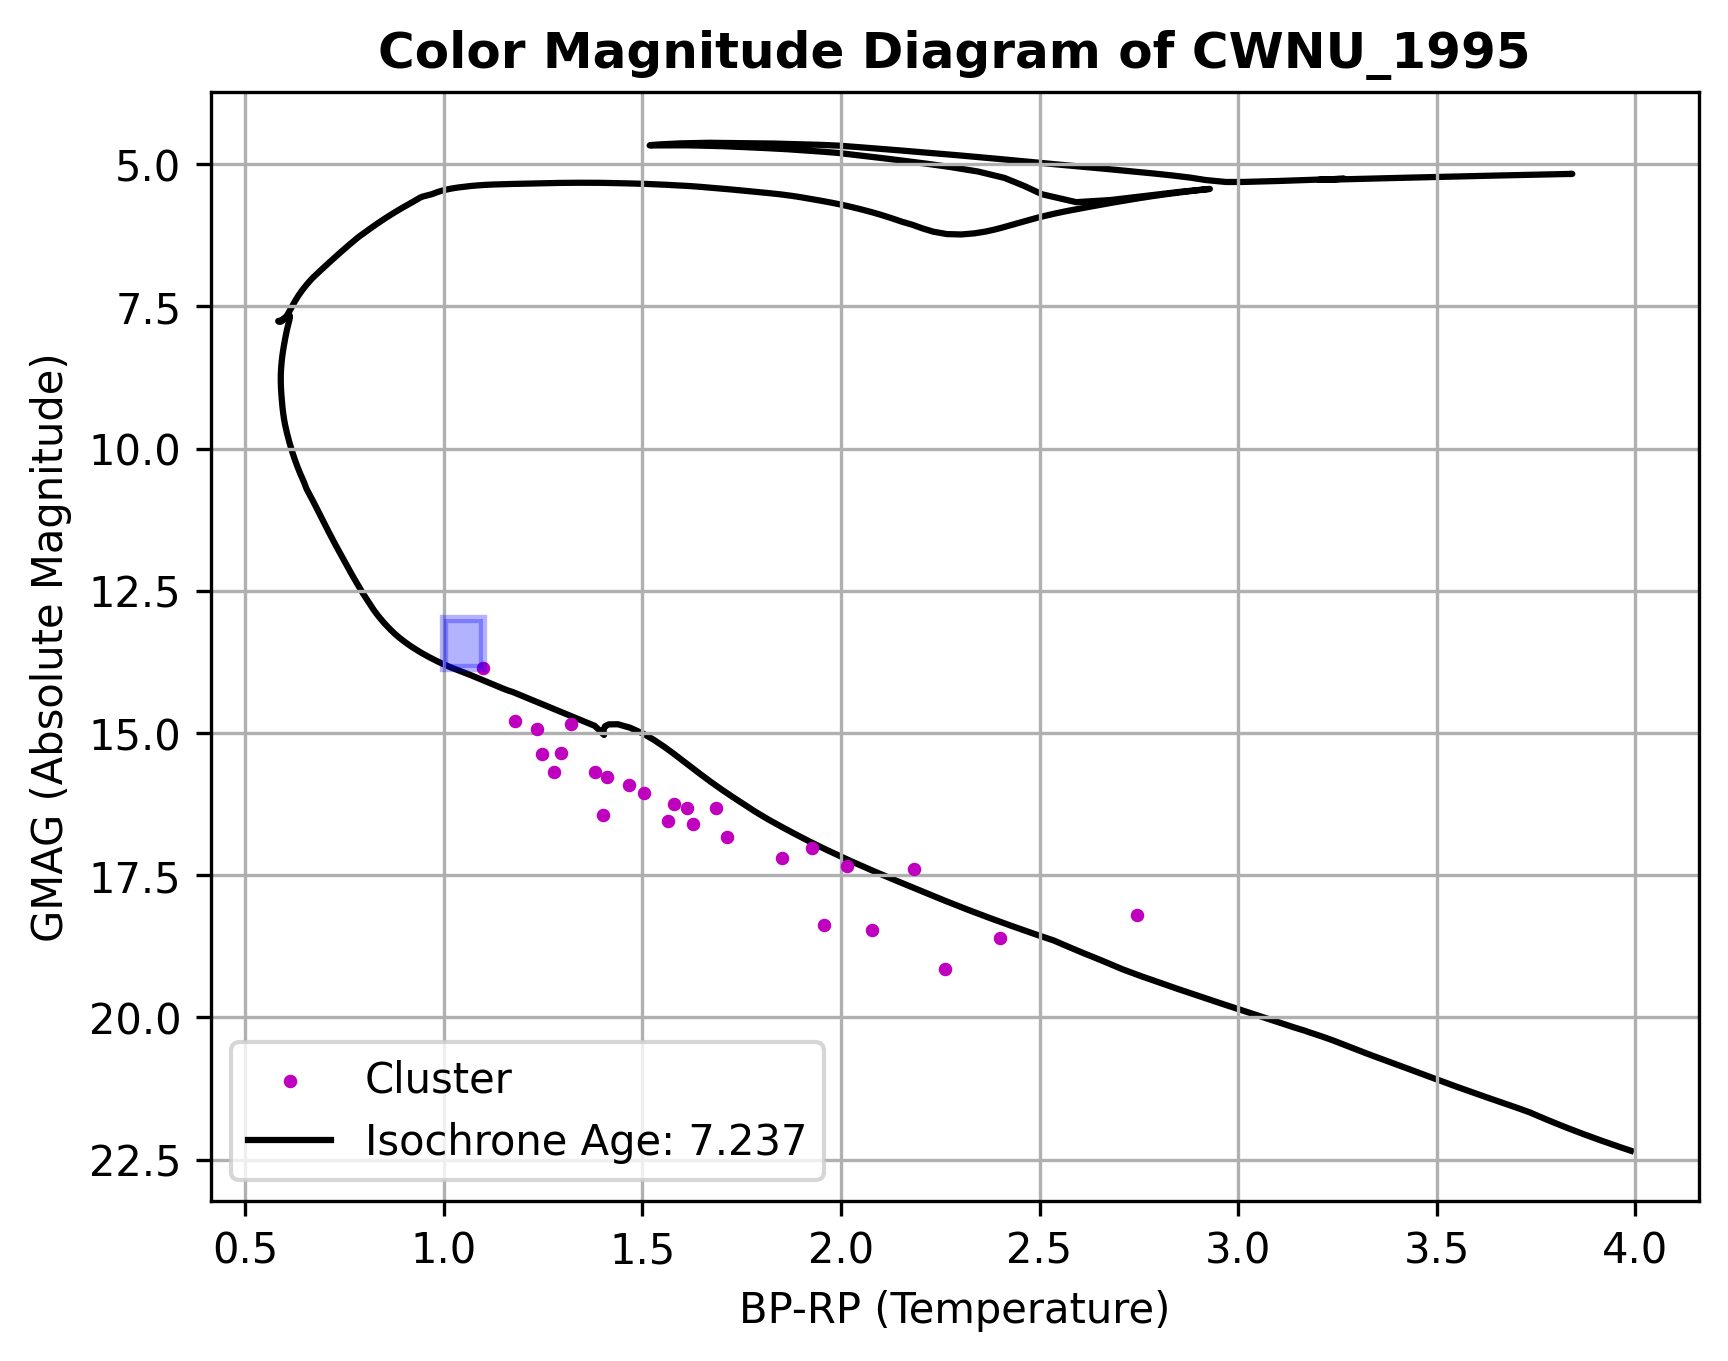 Color Magnitude Diagram of CWNU_1995
GMAG (Absolute Magnitude)
5.0
7.5
10.0
12.5
15.0
17.5
20.0
22.5
Cluster
Isochrone Age: 7.237
0.5 1.0 1.5 2.0 2.5 3.0 3.5 4.0
BP-RP (Temperature)